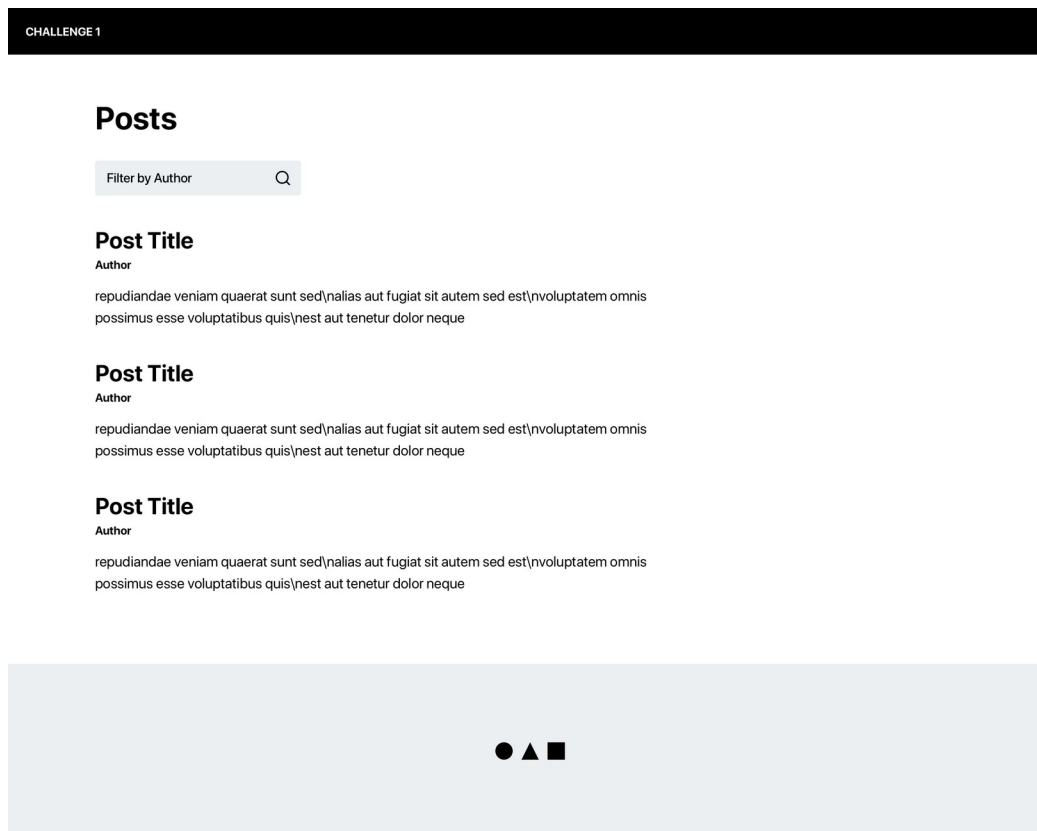 CHALLENGE 1
Posts
Filter by Author
Post Title
Author
repudiandae veniam quaerat sunt sed\nalias aut fugiat sit autem sed est\nvoluptatem omnis
possimus esse voluptatibus quis\nest aut tenetur dolor neque
Post Title
Author
repudiandae veniam quaerat sunt sed\nalias aut fugiat sit autem sed est\nvoluptatem omnis
possimus esse voluptatibus quis\nest aut tenetur dolor neque
Post Title
Author
repudiandae veniam quaerat sunt sed\nalias aut fugiat sit autem sed est\nvoluptatem omnis
possimus esse voluptatibus quis\nest aut tenetur dolor neque